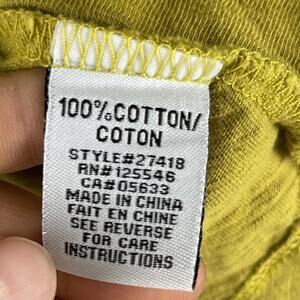 100%COTTON/
COTON
STYLE#27418
RN#125546
CA#05633
MADE IN CHINA
FAIT EN CHINE
SEE REVERSE
FOR CARE
INSTRUCTIONS